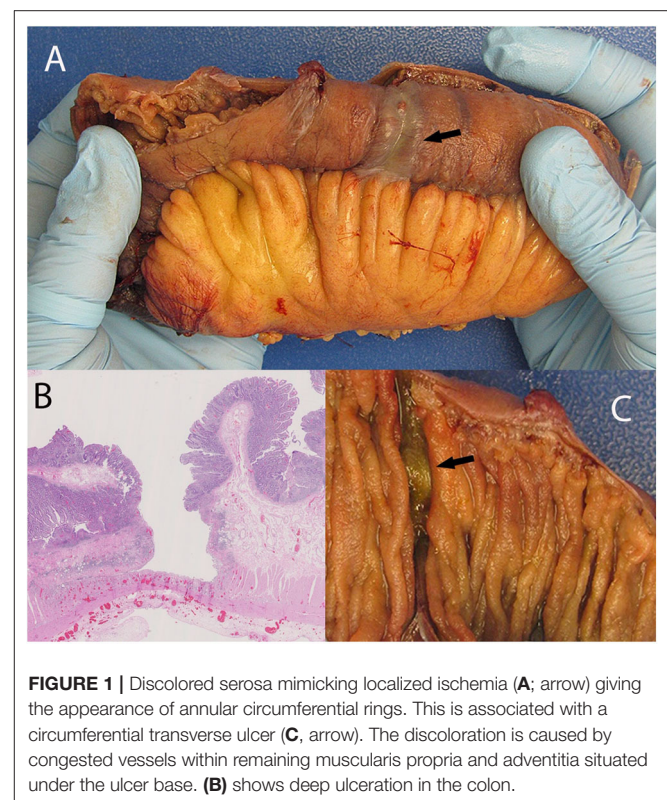 A
B
C
FIGURE 1 | Discolored serosa mimicking localized ischemia (A; arrow) giving
the appearance of annular circumferential rings. This is associated with a
circumferential transverse ulcer (C, arrow). The discoloration is caused by
congested vessels within remaining muscularis propria and adventitia situated
under the ulcer base. (B) shows deep ulceration in the colon.